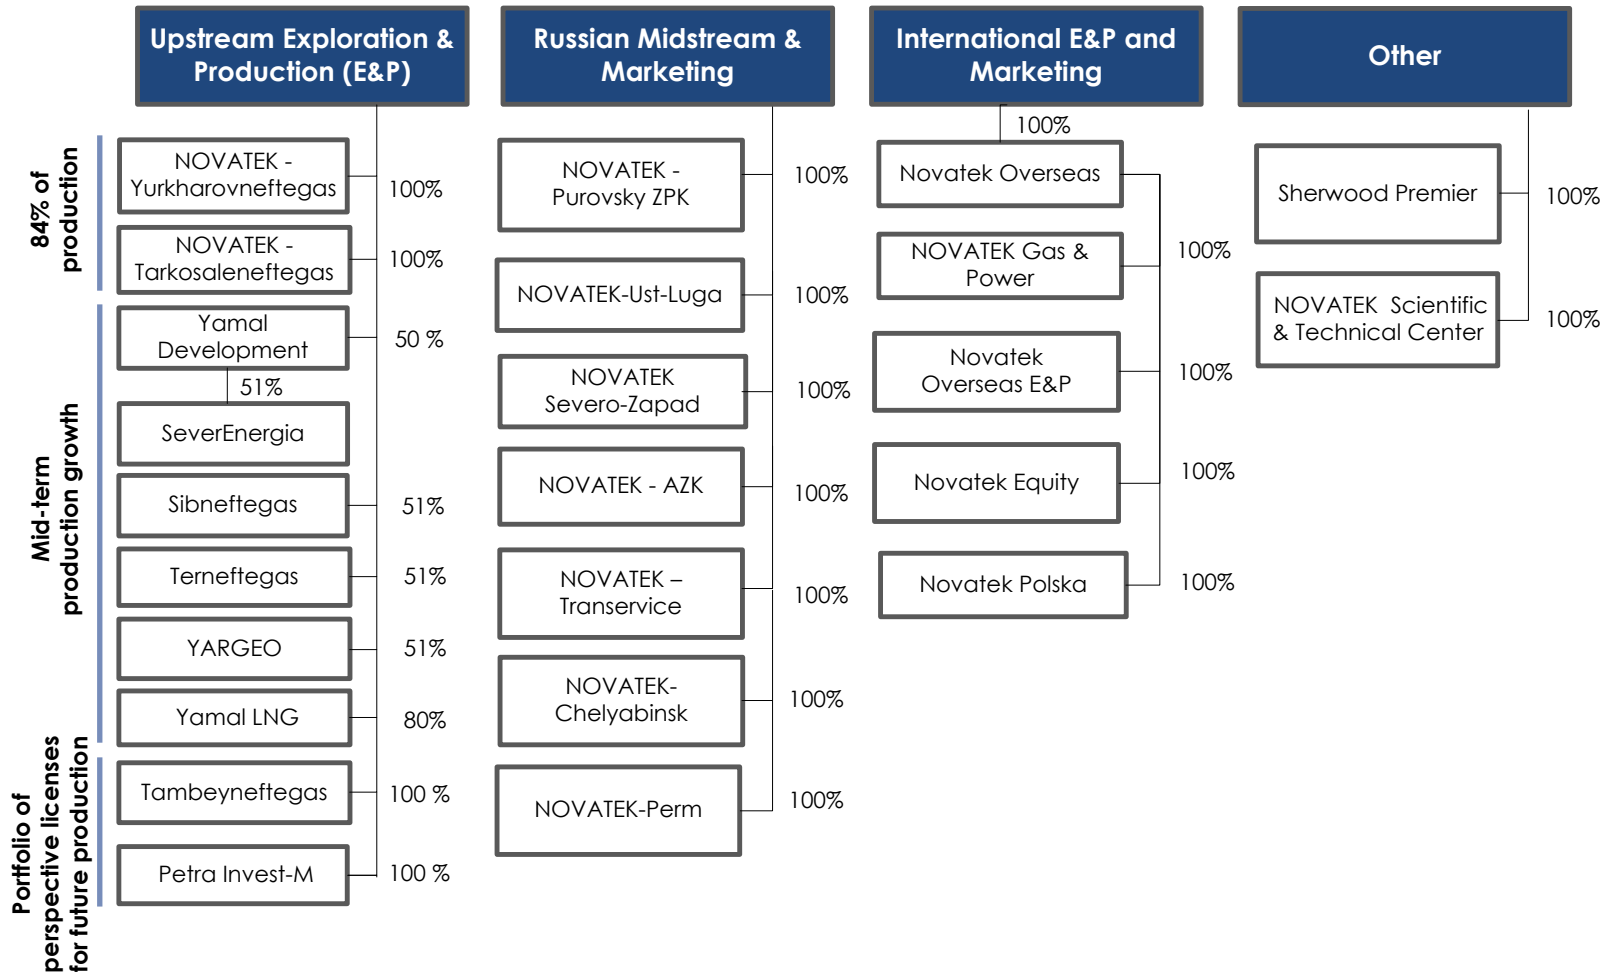 Upstream Exploration &
Production (E&P)
84% of
production
NOVATEK -
Yurkharovneftegas
100%
NOVATEK -
Tarkosaleneftegas
100%
Mid-term
production growth
Yamal
Development
50 %
51%
SeverEnergia
Sibneftegas
51%
Terneftegas
51%
YARGEO
51%
Yamal LNG
80%
Portfolio of
perspective licenses
for future production
Tambeyneftegas
100 %
Petra Invest-M
100 %
Russian Midstream &
Marketing
NOVATEK -
Purovsky ZPK
100%
NOVATEK-Ust-Luga
100%
NOVATEK
Severo-Zapad
100%
NOVATEK - AZK
100%
NOVATEK –
Transervice
100%
NOVATEK-
Chelyabinsk
100%
NOVATEK-Perm
100%
International E&P and
Marketing
100%
Novatek Overseas
NOVATEK Gas &
Power
100%
Novatek
Overseas E&P
100%
Novatek Equity
100%
Novatek Polska
100%
Other
Sherwood Premier
100%
NOVATEK Scientific
& Technical Center
100%